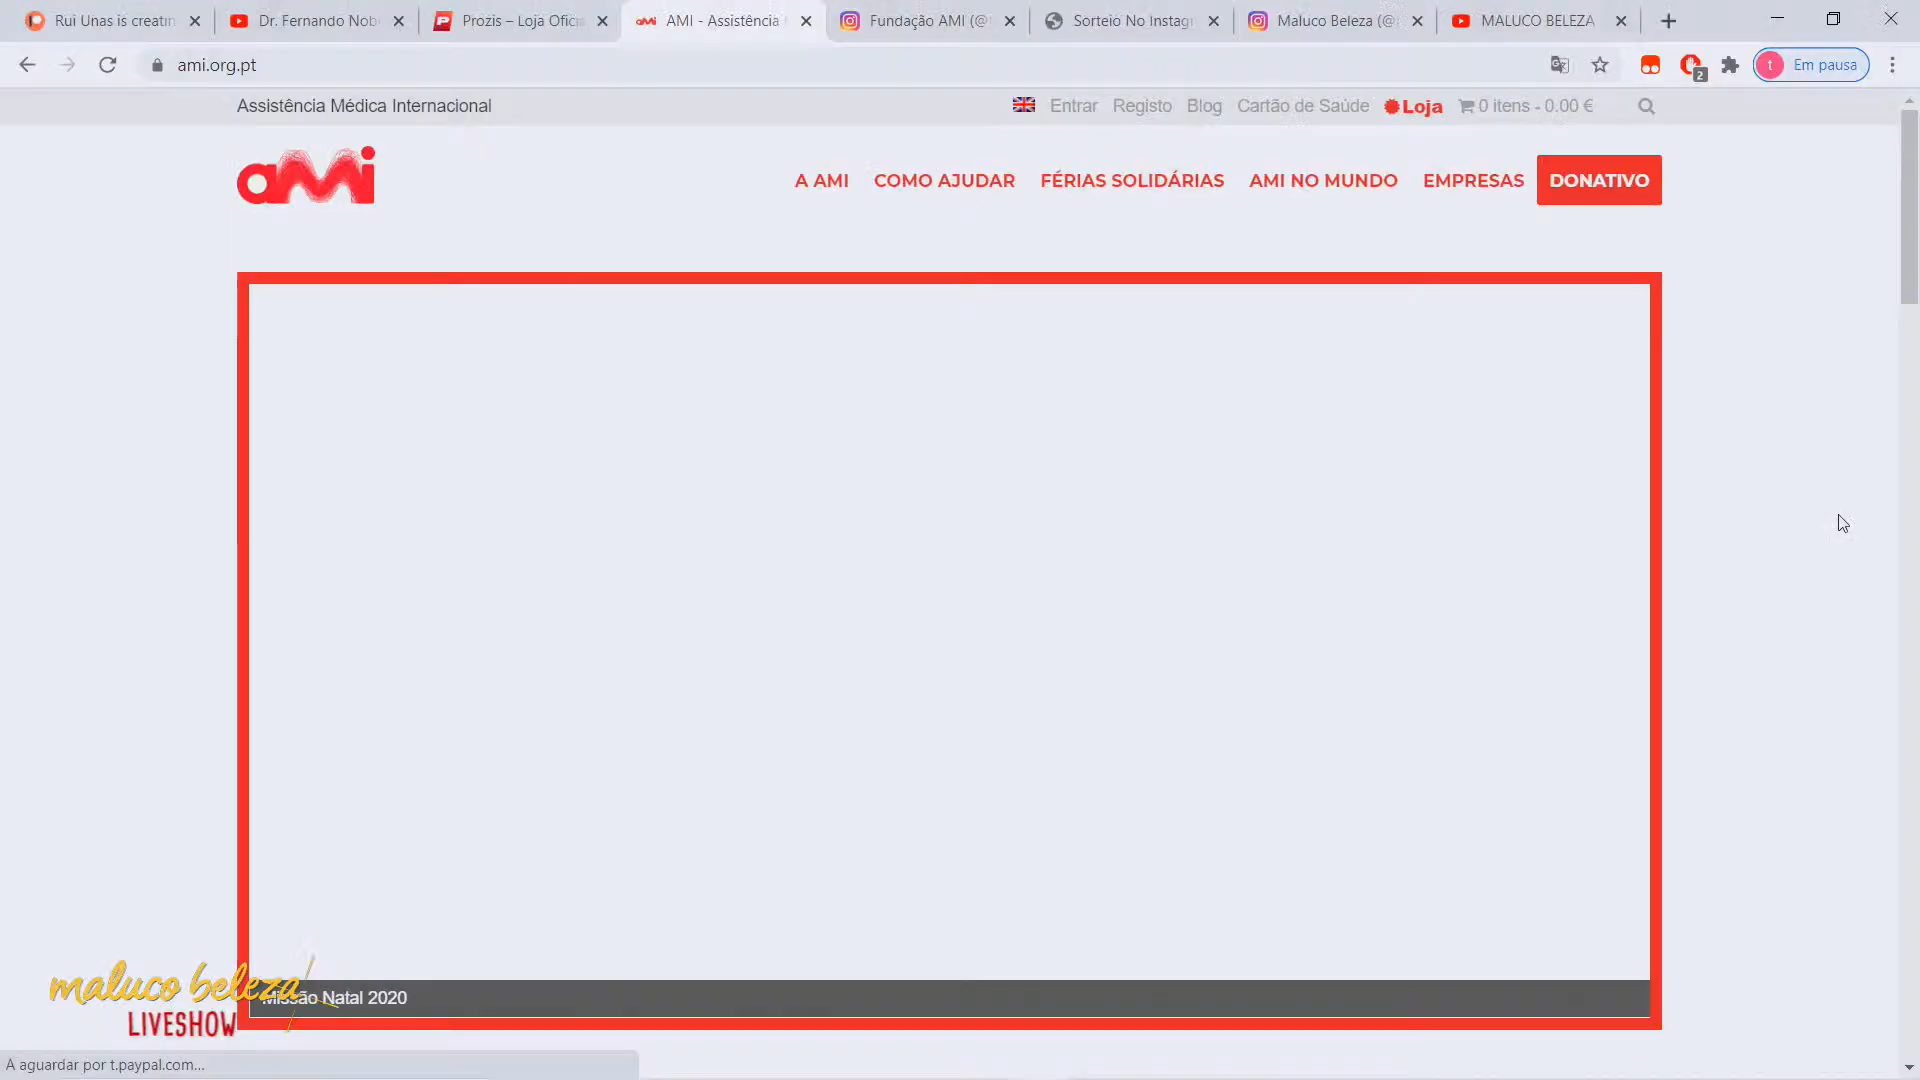 Rui Unas is creatin
Dr. Fernando Nob
Prozis – Loja Oficia
AMI - Assistência
Fundação AMI (@
Sorteio No Instag
Maluco Beleza (@
MALUCO BELEZA
ami.org.pt
2
t
Em pausa
Assistência Médica Internacional
Entrar
Registo
Blog
Cartão de Saúde
Loja
0 itens - 0.00 €
aMi
A AMI
COMO AJUDAR
FÉRIAS SOLIDÁRIAS
AMI NO MUNDO
EMPRESAS
DONATIVO
Missão Natal 2020
maluco beleza
LIVESHOW
A aguardar por t.paypal.com...